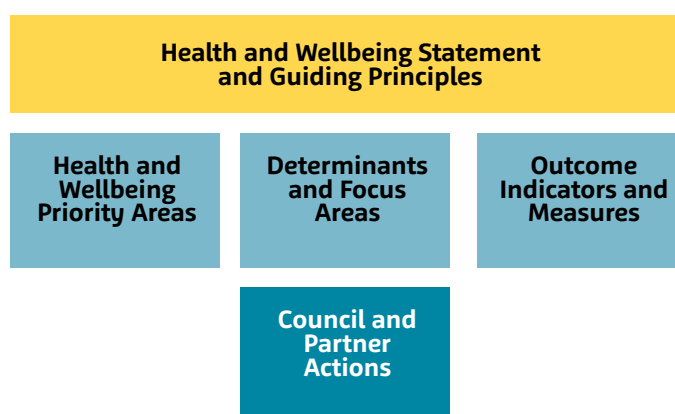 Health and Wellbeing Statement
and Guiding Principles
Health and
Wellbeing
Priority Areas
Determinants
and Focus
Areas
Outcome
Indicators and
Measures
Council and
Partner
Actions